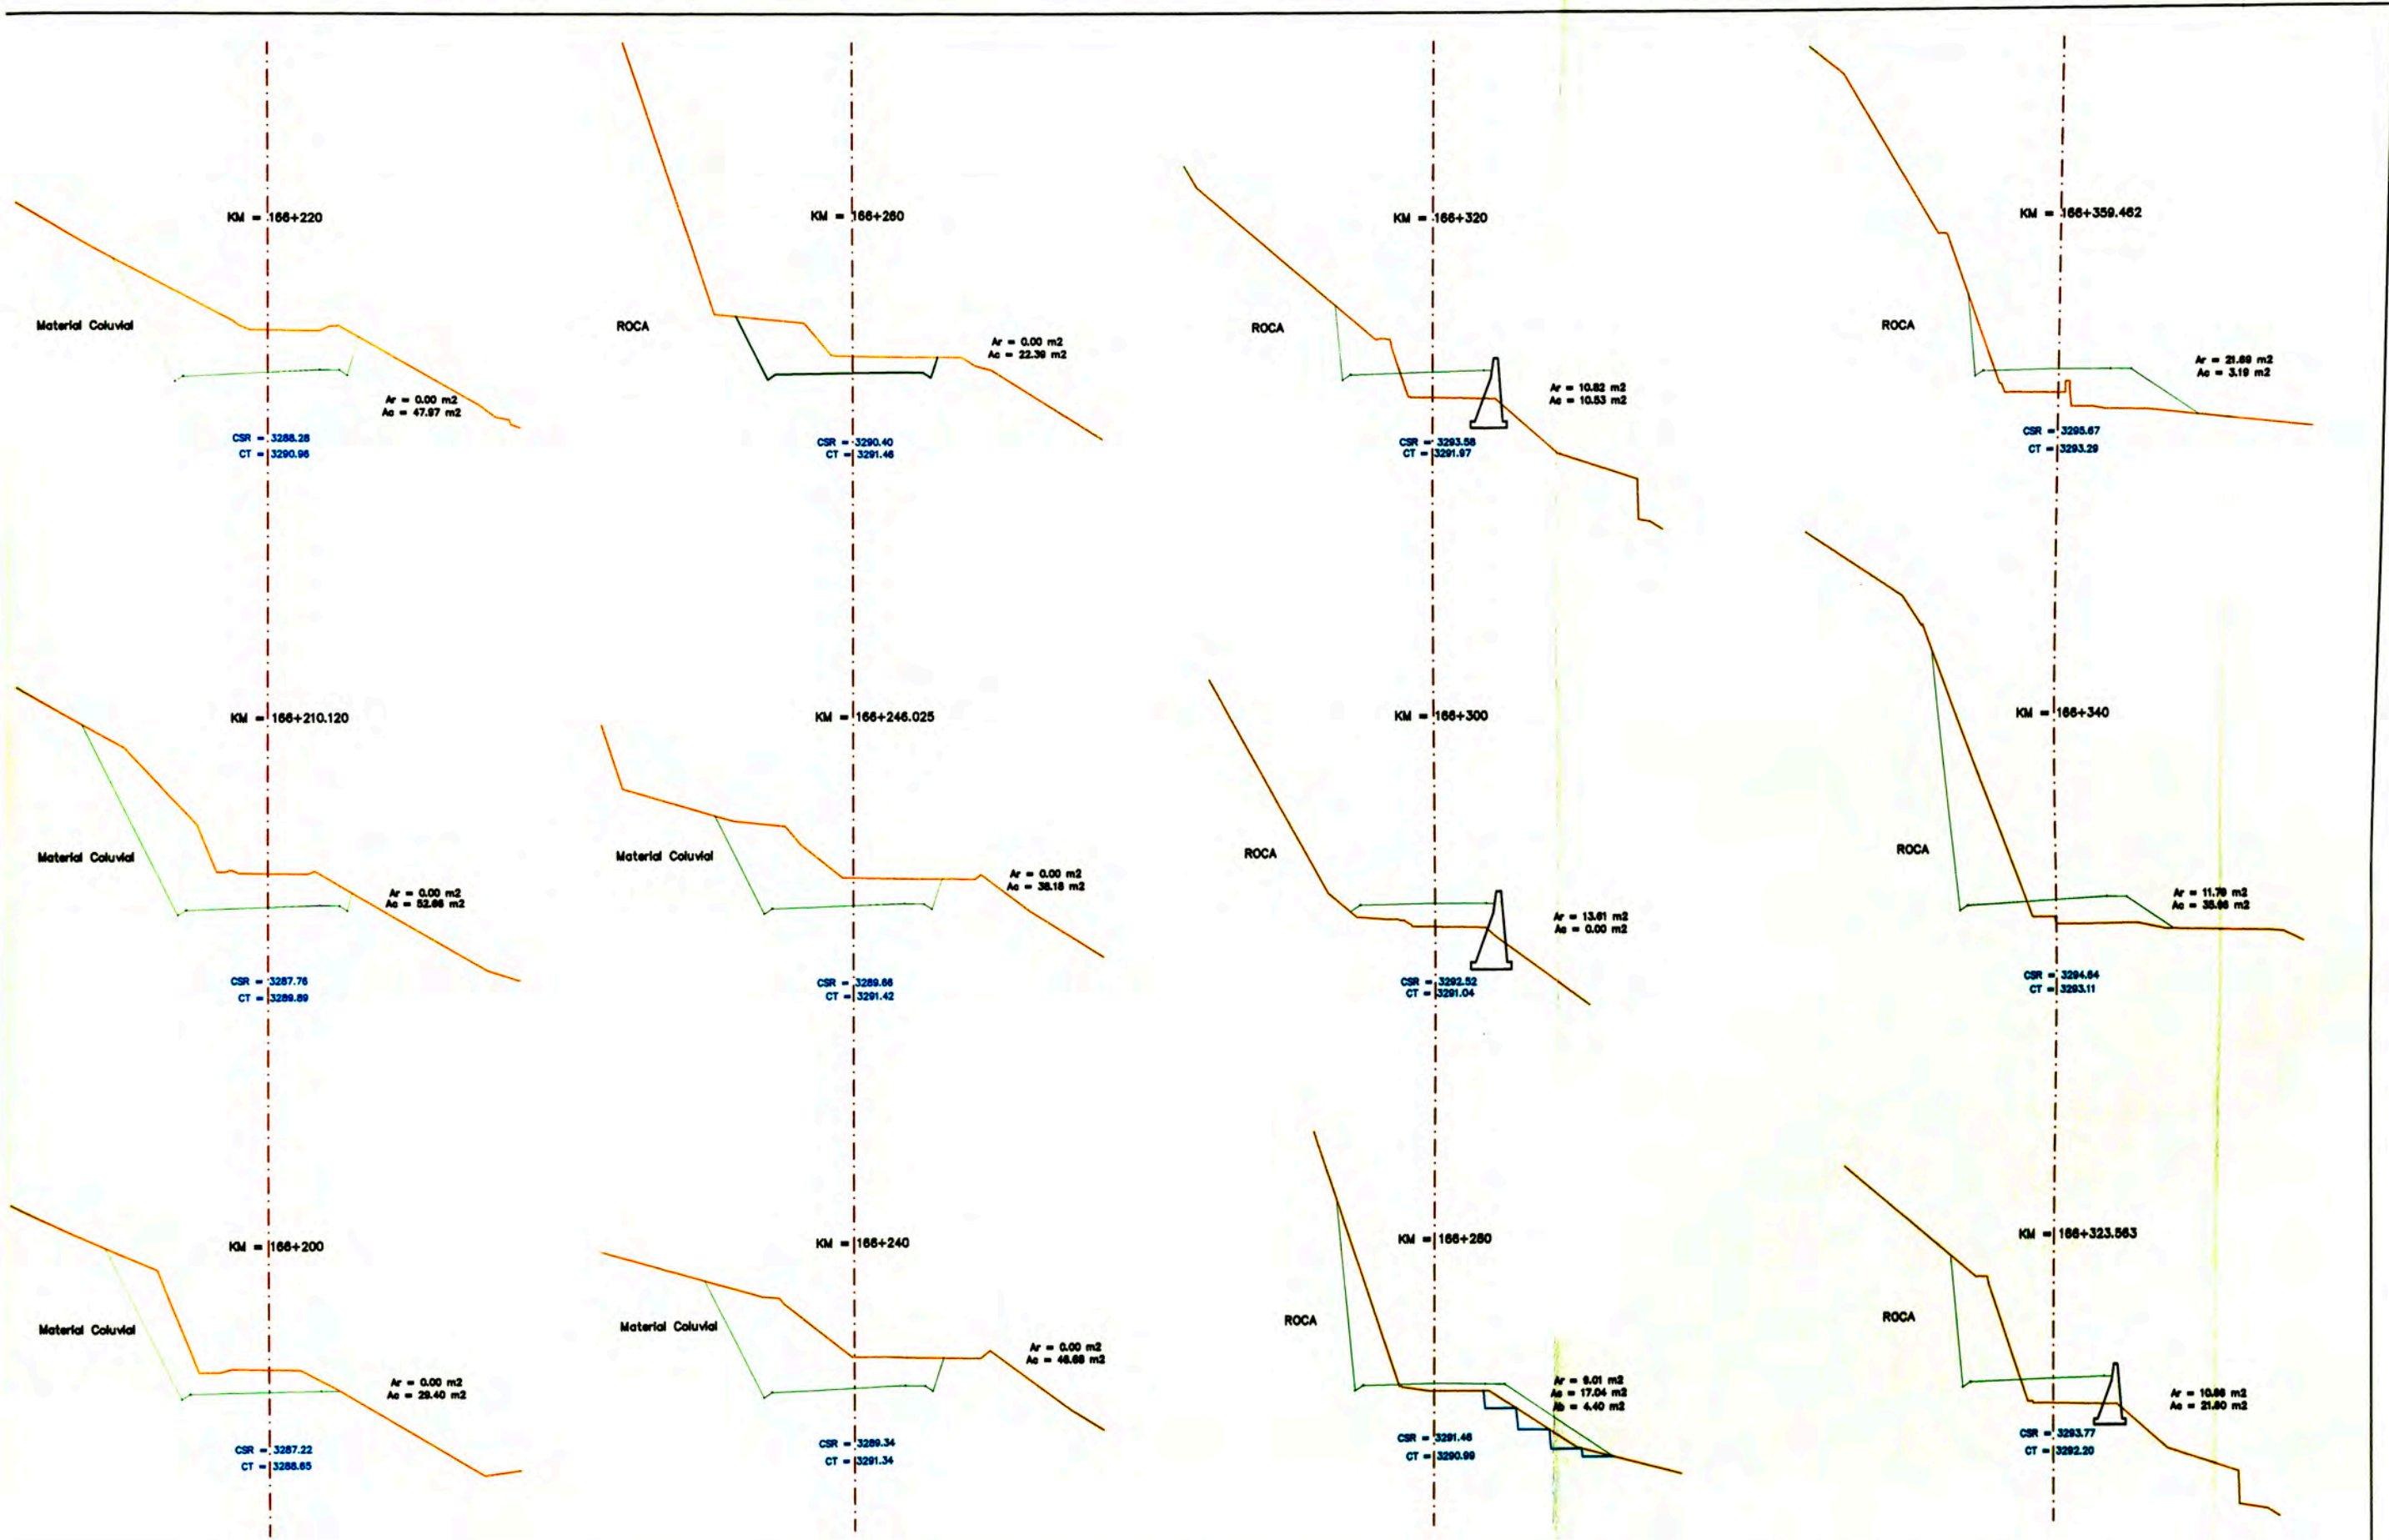 KM = 166+220
Material Coluvial
Ar = 0.00 m2
Ac = 47.97 m2
CSR = 3288.28
CT = 3290.96
KM = 166+260
ROCA
Ar = 0.00 m2
Ac = 22.39 m2
CSR = 3290.40
CT = 3291.46
KM = 166+320
ROCA
Ar = 10.82 m2
Ac = 10.53 m2
CSR = 3293.58
CT = 3291.97
KM = 166+359.462
ROCA
Ar = 21.69 m2
Ac = 3.19 m2
CSR = 3295.67
CT = 3293.29
KM = 166+210.120
Material Coluvial
Ar = 0.00 m2
Ac = 52.66 m2
CSR = 3287.76
CT = 3289.89
KM = 166+246.025
Material Coluvial
Ar = 0.00 m2
Ac = 38.18 m2
CSR = 3289.66
CT = 3291.42
KM = 166+300
ROCA
Ar = 13.61 m2
Ac = 0.00 m2
CSR = 3292.52
CT = 3291.04
KM = 166+340
ROCA
Ar = 11.79 m2
Ac = m2
CSR = 3294.64
CT = 3293.11
KM = 166+200
Material Coluvial
Ar = 0.00 m2
Ac = 29.40 m2
CSR = 3287.22
CT = 3288.65
KM = 166+240
Material Coluvial
Ar = 0.00 m2
Ac = 46.68 m2
CSR = 3289.34
CT = 3291.34
KM = 166+280
ROCA
Ar = 9.01 m2
Ac = 17.04 m2
Ab = 4.40 m2
CSR = 3291.46
CT = 3290.99
KM = 166+323.563
ROCA
Ar = m2
Ac = 21.80 m2
CSR = 3293.77
CT = 3292.20